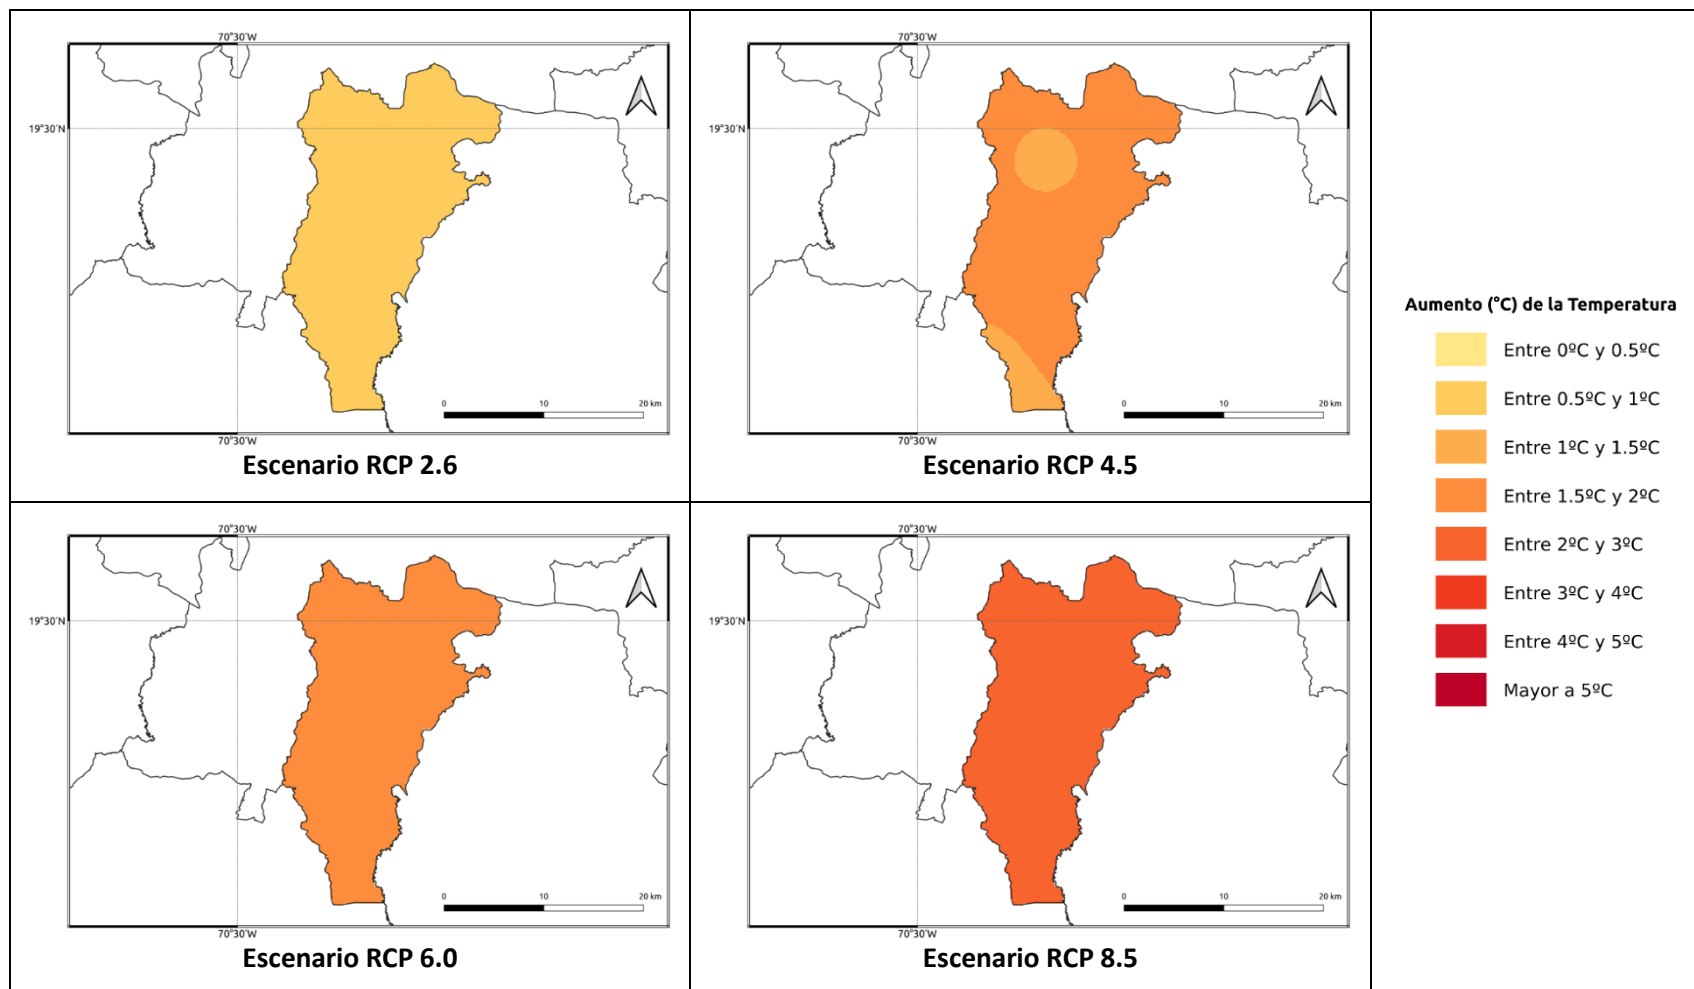 70°30'W
19°30'N
0 10 20 km
70°30'W
Escenario RCP 2.6
70°30'W
19°30'N
0 10 20 km
70°30'W
Escenario RCP 4.5
70°30'W
19°30'N
0 10 20 km
70°30'W
Escenario RCP 6.0
70°30'W
19°30'N
0 10 20 km
70°30'W
Escenario RCP 8.5
Aumento (°C) de la Temperatura
Entre 0ºC y 0.5ºC
Entre 0.5ºC y 1ºC
Entre 1ºC y 1.5ºC
Entre 1.5ºC y 2ºC
Entre 2ºC y 3ºC
Entre 3ºC y 4ºC
Entre 4ºC y 5ºC
Mayor a 5ºC